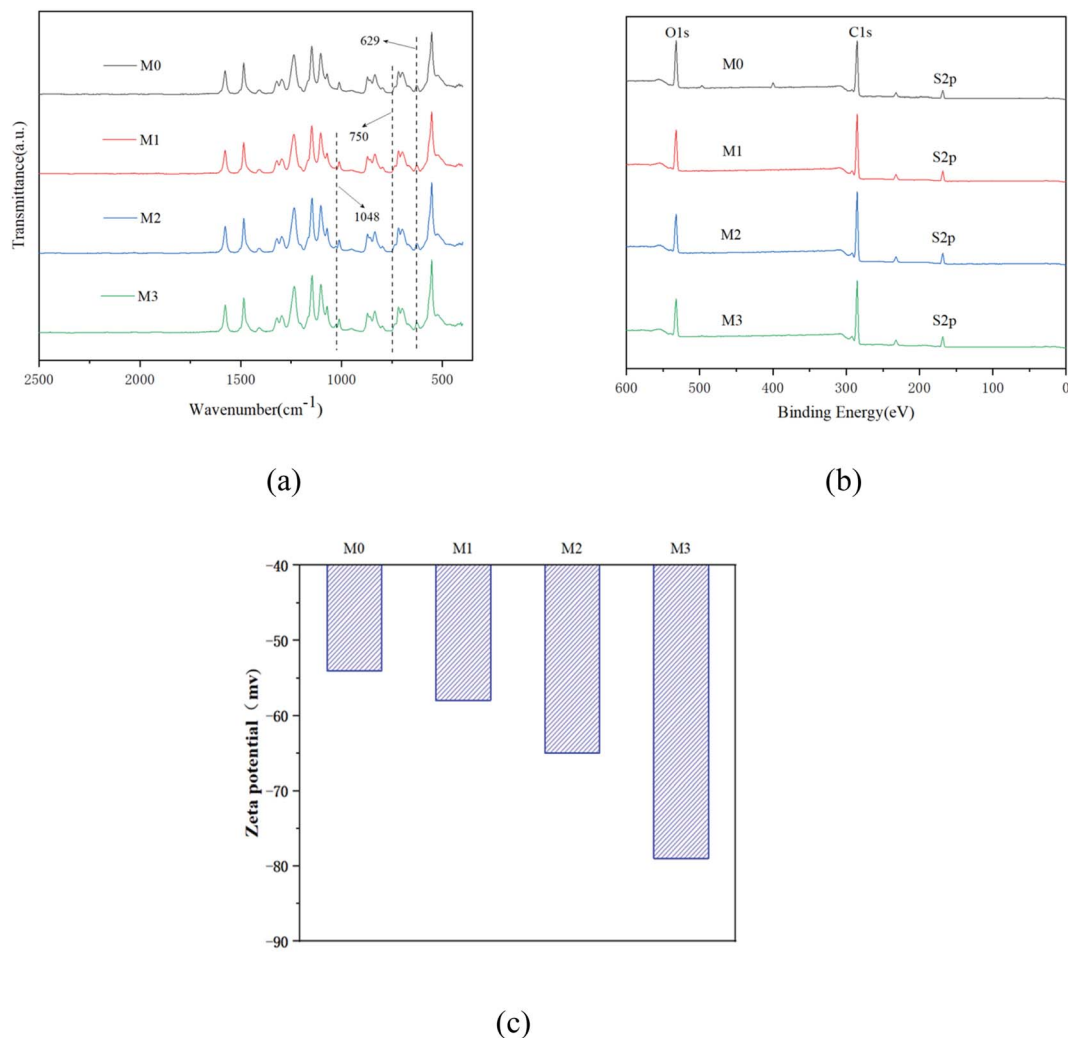 629
M0
750
M1
1048
M2
M3
Transmittance(a.u.)
2500 2000 1500 1000 500
Wavenumber(cm-1)
(a)
O1s C1s
M0 S2p
M1 S2p
M2 S2p
M3 S2p
600 500 400 300 200 100 0
Binding Energy(eV)
(b)
M0 M1 M2 M3
-40
-50
-60
-70
-80
-90
Zeta potential（mv)
(c)